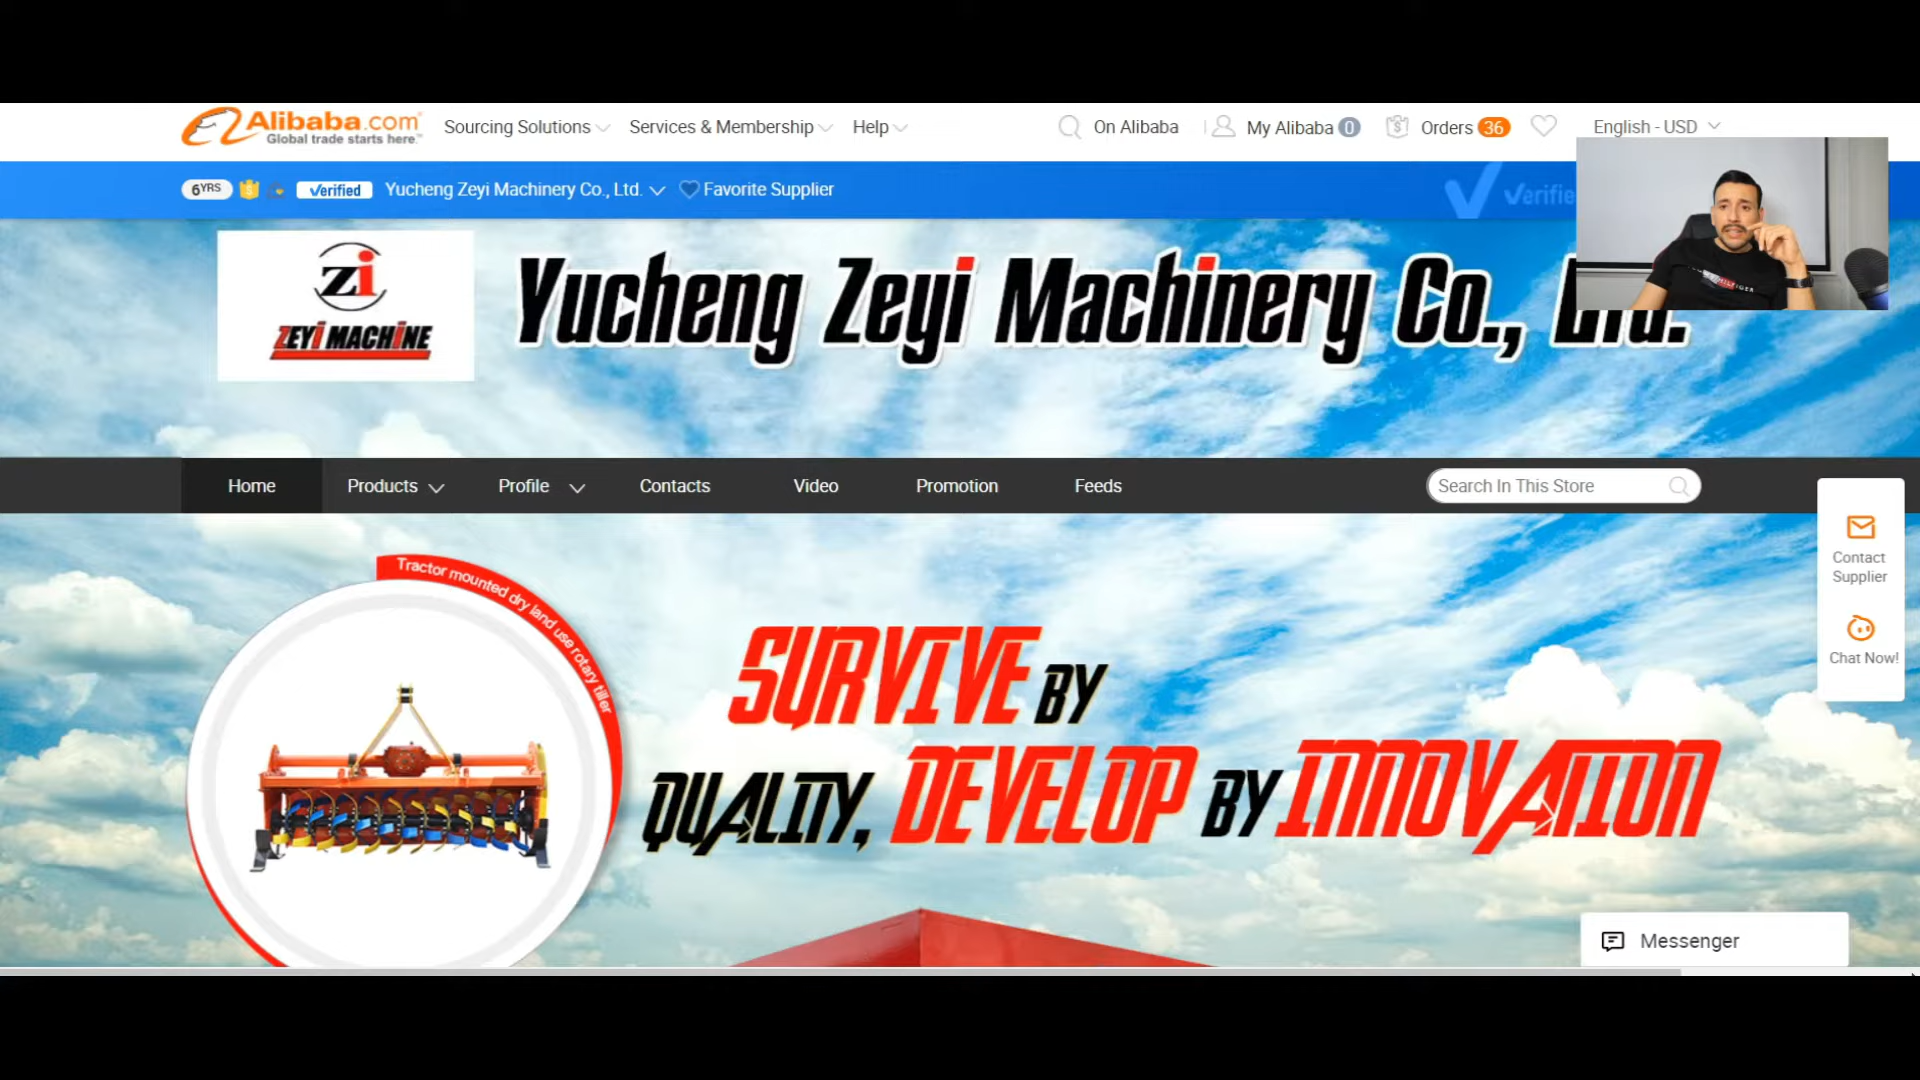 Alibaba.com
Global trade starts here.™
Sourcing Solutions
Services & Membership
Help
On Alibaba
My Alibaba 0
Orders 36
English - USD
6YRS
Verified
Yucheng Zeyi Machinery Co., Ltd.
Favorite Supplier
Verifie
Zi
ZEYI MACHINE
Yucheng Zeyi Machinery Co., Ltd.
Home
Products
Profile
Contacts
Video
Promotion
Feeds
Search In This Store
Contact
Supplier
Chat Now!
Tractor mounted dry land use rotary tiller
SURVIVE BY
QUALITY, DEVELOP BY INNOVATION
Messenger